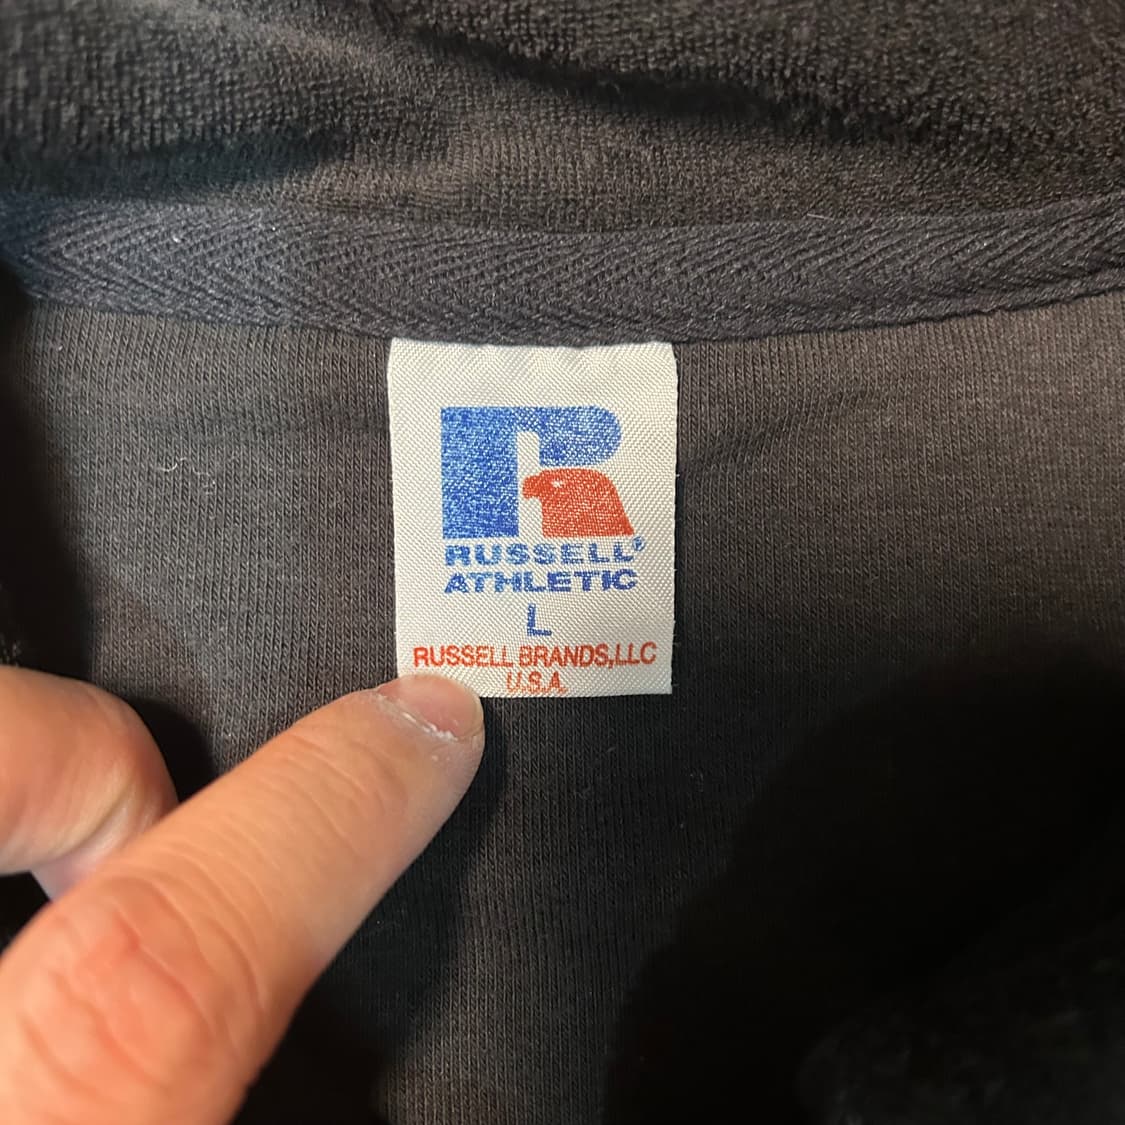 RUSSELL®
ATHLETIC
L
RUSSELL BRANDS,LLC
U.S.A.